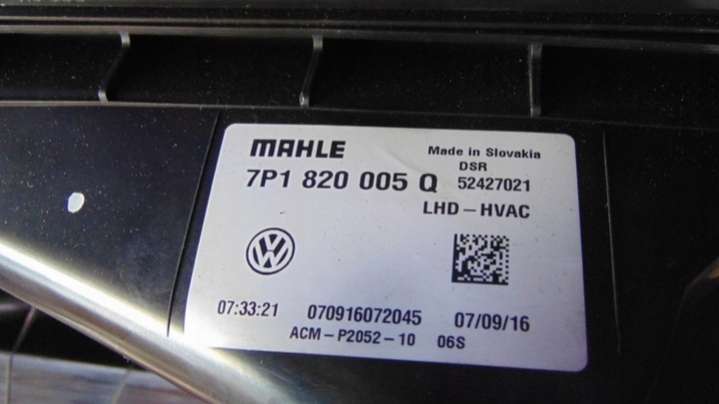 MAHLE
Made in Slovakia
DSR
7P1 820 005 Q 52427021
LHD-HVAC
07:33:21 070916072045 07/09/16
ACM-P2052-10 06S